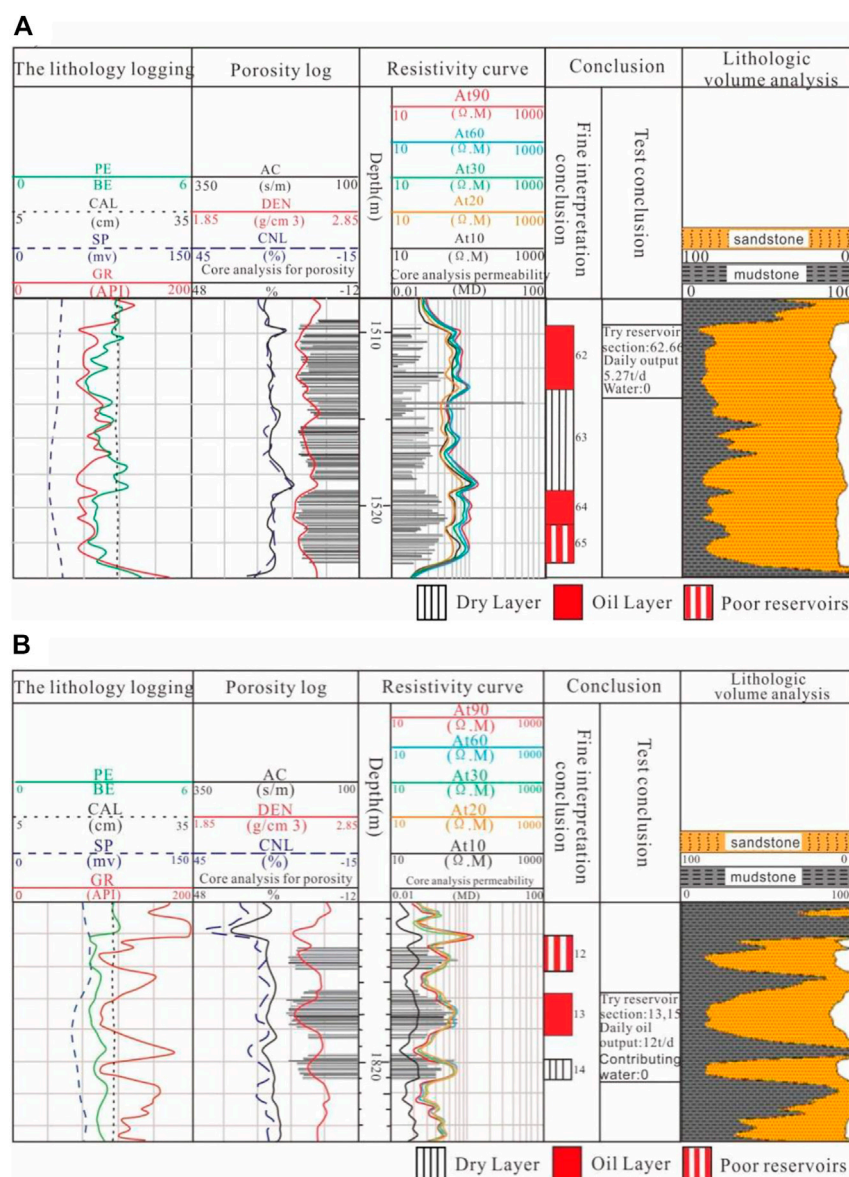 A
The lithology logging
Porosity log
Resistivity curve
Conclusion
Lithologic
volume analysis
PE
0 BE 6
CAL
5 (cm) 35
SP
0 (mv) 150
GR
0 (API) 200
AC
350 (s/m) 100
DEN
1.85 (g/cm 3) 2.85
CNL
45 (%) -15
Core analysis for porosity
48 % -12
Depth(m)
At90
10 (Ω.M) 1000
At60
10 (Ω.M) 1000
At30
10 (Ω.M) 1000
At20
10 (Ω.M) 1000
At10
10 (Ω.M) 1000
Core analysis permeability
0.01 (MD) 100
Fine interpretation
conclusion
Test conclusion
sandstone
100 0
mudstone
0 100
1510
1520
62
63
64
65
Try reservoir
section:62.66
Daily output
5.27t/d
Water:0
Dry Layer
Oil Layer
Poor reservoirs
B
The lithology logging
Porosity log
Resistivity curve
Conclusion
Lithologic
volume analysis
PE
0 BE 6
CAL
5 (cm) 35
SP
0 (mv) 150
GR
0 (API) 200
AC
350 (s/m) 100
DEN
1.85 (g/cm 3) 2.85
CNL
45 (%) -15
Core analysis for porosity
48 % -12
Depth(m)
At90
10 (Ω.M) 1000
At60
10 (Ω.M) 1000
At30
10 (Ω.M) 1000
At20
10 (Ω.M) 1000
At10
10 (Ω.M) 1000
Core analysis permeability
0.01 (MD) 100
Fine interpretation
conclusion
Test conclusion
sandstone
100 0
mudstone
0 100
1820
12
13
14
Try reservoir
section:13,15
Daily oil
output:12t/d
Contributing
water:0
Dry Layer
Oil Layer
Poor reservoirs